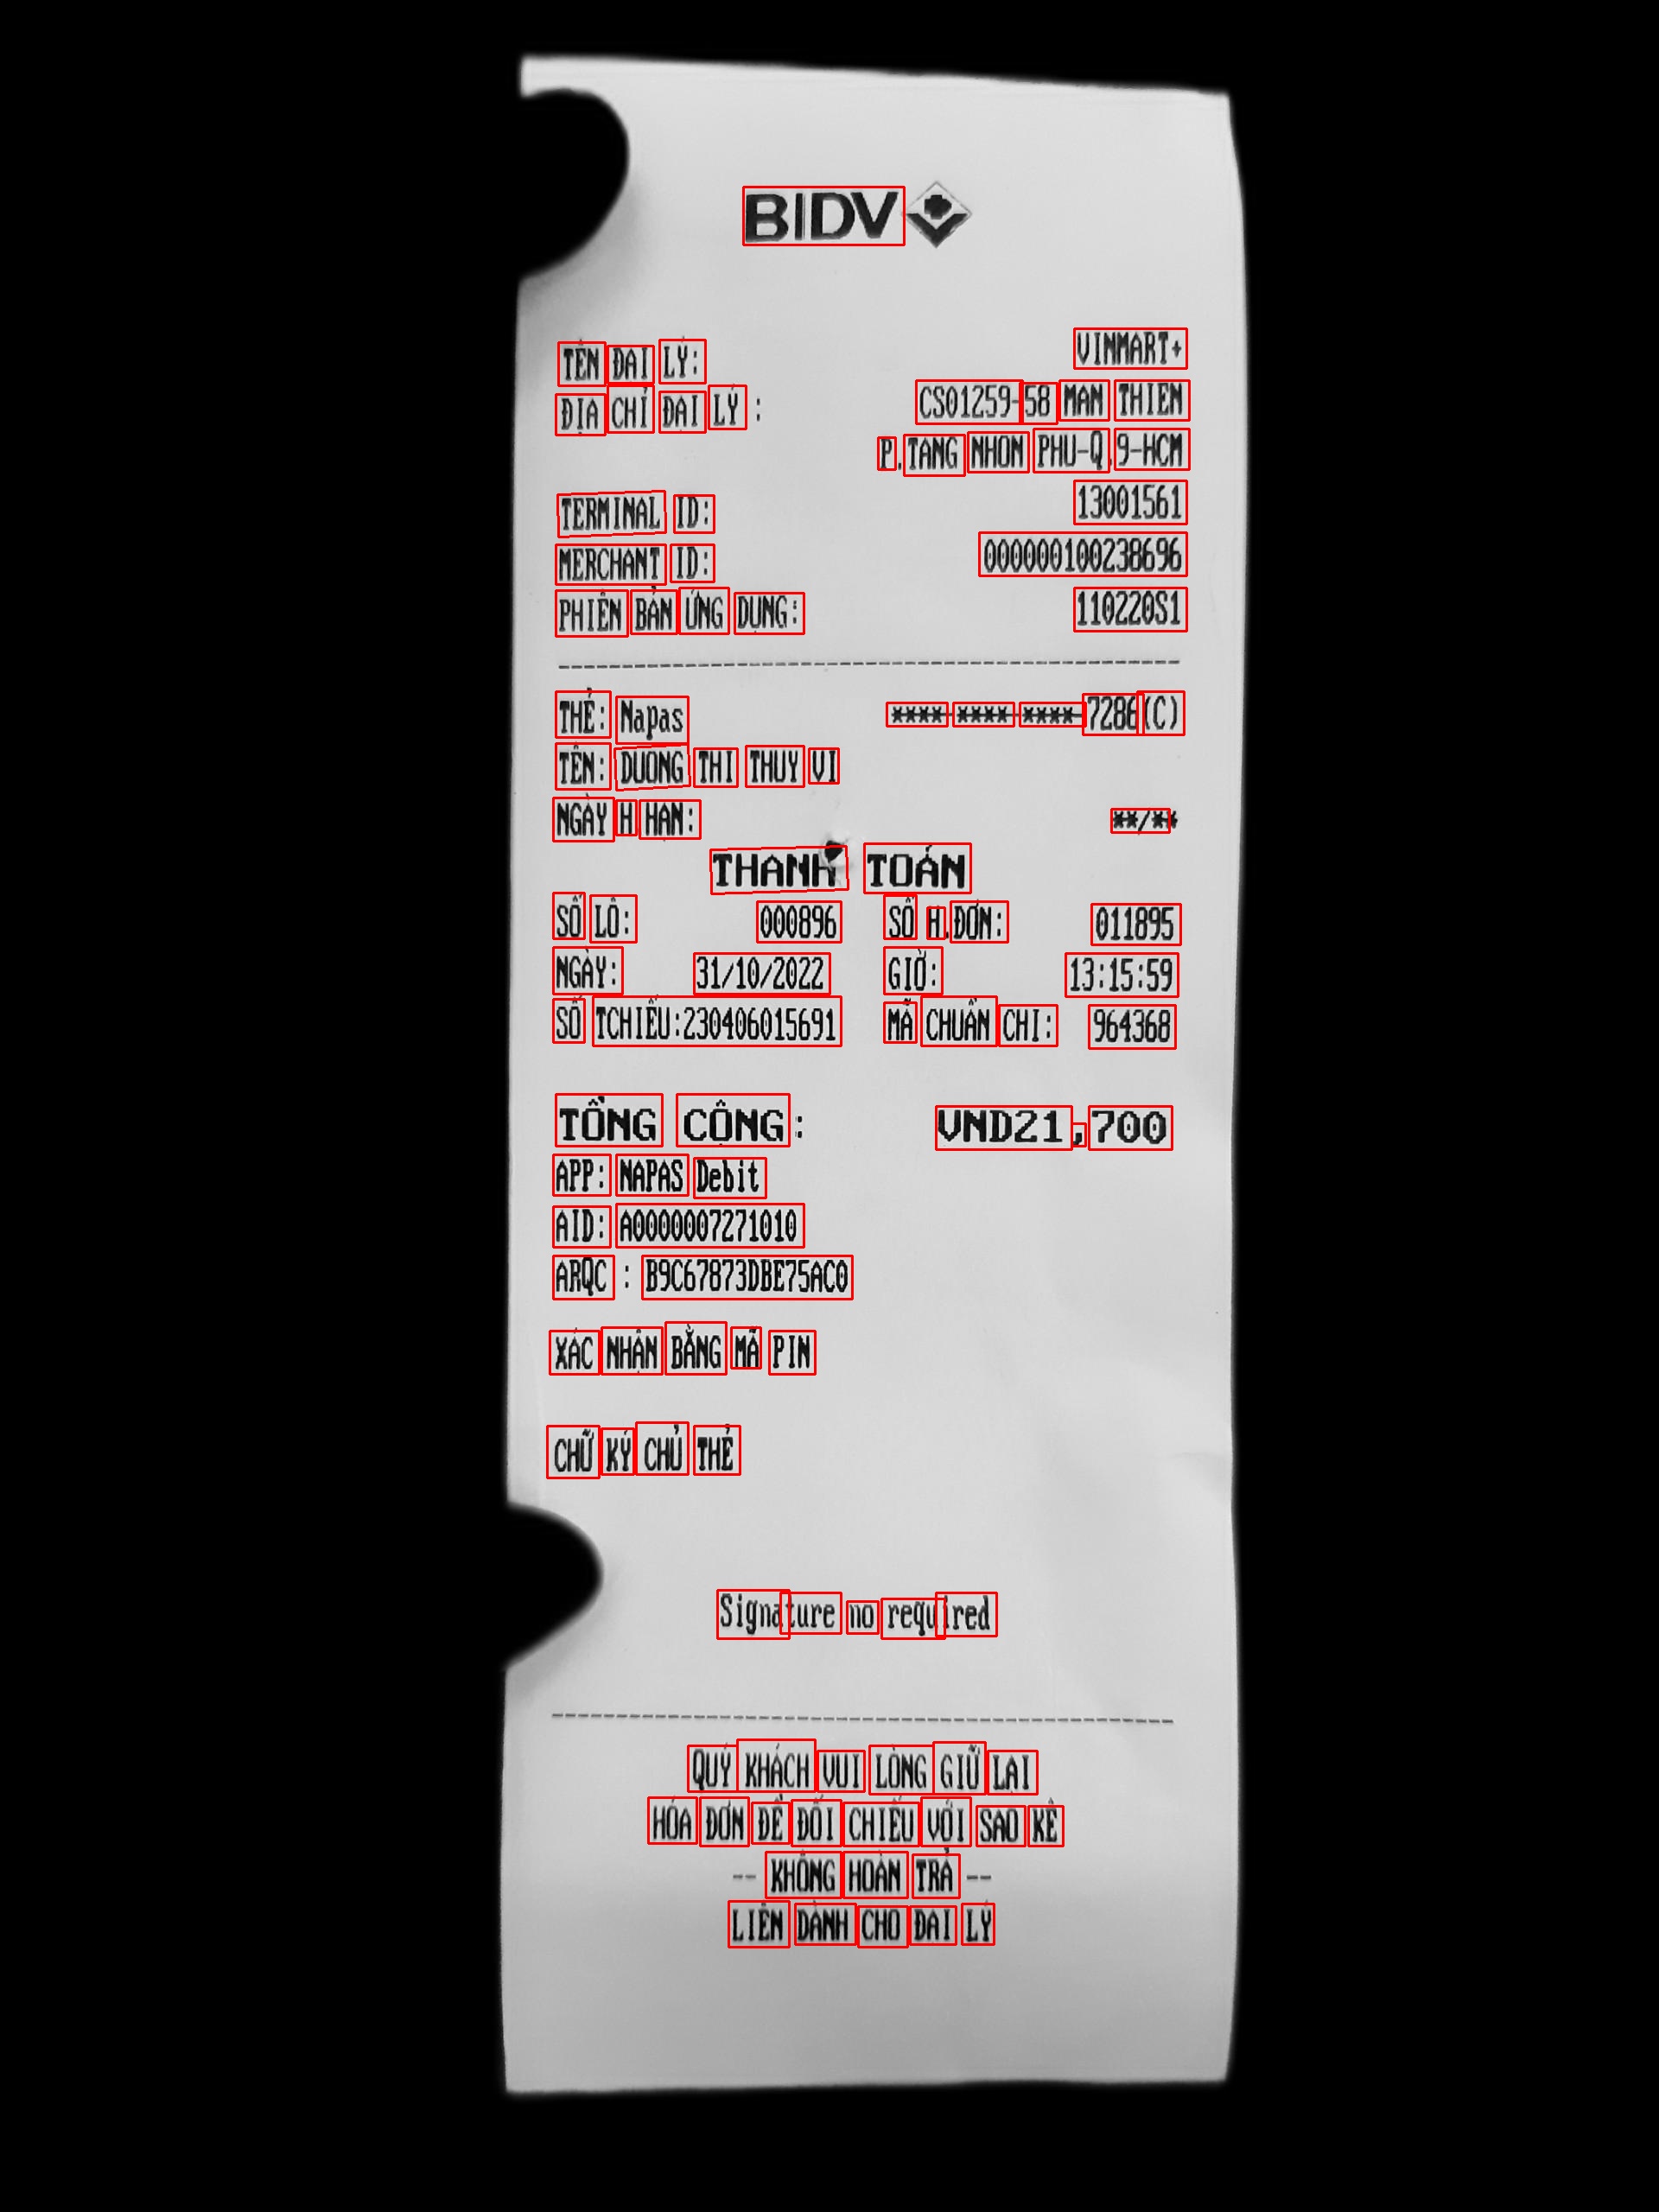 BIDV
TÊN ĐẠI LÝ: VINMART+
ĐỊA CHỈ ĐẠI LÝ : CS01259-58 MAN THIEN
P.TANG NHON PHU-Q.9-HCM
TERMINAL ID: 13001561
MERCHANT ID: 000000100238696
PHIÊN BẢN ỨNG DỤNG: 110220S1
THẺ: Napas ****-****-****-7286(C)
TÊN: DUONG THI THUY VI
NGÀY H HẠN: **/**
THANH TOÁN
SỐ LÔ: 000896 SỐ H.ĐƠN: 011895
NGÀY: 31/10/2022 GIỜ: 13:15:59
SỐ TCHIẾU:230406015691 MÃ CHUẨN CHI: 964368
TỔNG CỘNG: VND21,700
APP: NAPAS Debit
AID: A0000007271010
ARQC : B9C67873DBE75AC0
XÁC NHẬN BẰNG MÃ PIN
CHỮ KÝ CHỦ THẺ
Signature no required
QUÝ KHÁCH VUI LÒNG GIỮ LẠI
HÓA ĐƠN ĐỂ ĐỐI CHIẾU VỚI SAO KÊ
-- KHÔNG HOÀN TRẢ --
LIÊN DÀNH CHO ĐẠI LÝ